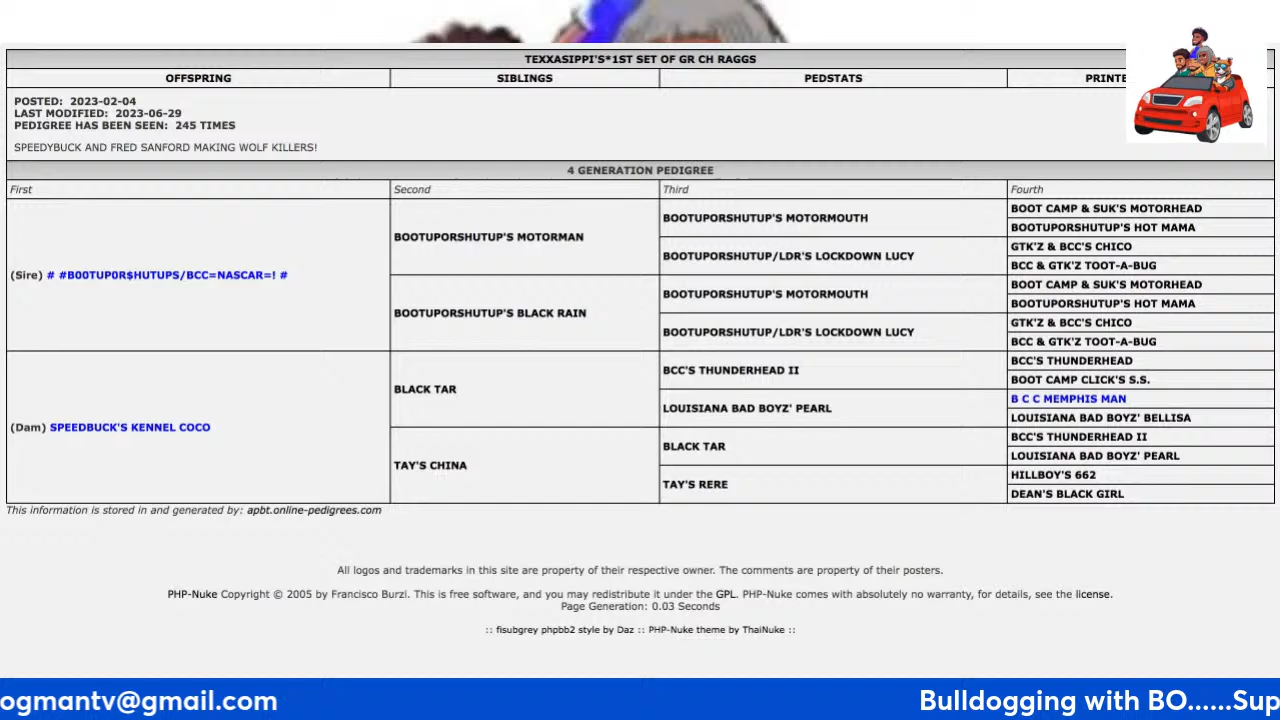 TEXXASIPPI'S*1ST SET OF GR CH RAGGS
OFFSPRING SIBLINGS PEDSTATS PRINTE
POSTED: 2023-02-04
LAST MODIFIED: 2023-06-29
PEDIGREE HAS BEEN SEEN: 245 TIMES
SPEEDYBUCK AND FRED SANFORD MAKING WOLF KILLERS!
4 GENERATION PEDIGREE
First Second Third Fourth
(Sire) # #B00TUP0R$HUTUPS/BCC=NASCAR=! #
BOOTUPORSHUTUP'S MOTORMAN
BOOTUPORSHUTUP'S MOTORMOUTH
BOOT CAMP & SUK'S MOTORHEAD
BOOTUPORSHUTUP'S HOT MAMA
BOOTUPORSHUTUP/LDR'S LOCKDOWN LUCY
GTK'Z & BCC'S CHICO
BCC & GTK'Z TOOT-A-BUG
BOOTUPORSHUTUP'S BLACK RAIN
BOOTUPORSHUTUP'S MOTORMOUTH
BOOT CAMP & SUK'S MOTORHEAD
BOOTUPORSHUTUP'S HOT MAMA
BOOTUPORSHUTUP/LDR'S LOCKDOWN LUCY
GTK'Z & BCC'S CHICO
BCC & GTK'Z TOOT-A-BUG
(Dam) SPEEDBUCK'S KENNEL COCO
BLACK TAR
BCC'S THUNDERHEAD II
BCC'S THUNDERHEAD
BOOT CAMP CLICK'S S.S.
LOUISIANA BAD BOYZ' PEARL
B C C MEMPHIS MAN
LOUISIANA BAD BOYZ' BELLISA
TAY'S CHINA
BLACK TAR
BCC'S THUNDERHEAD II
LOUISIANA BAD BOYZ' PEARL
TAY'S RERE
HILLBOY'S 662
DEAN'S BLACK GIRL
This information is stored in and generated by: apbt.online-pedigrees.com
All logos and trademarks in this site are property of their respective owner. The comments are property of their posters.
PHP-Nuke Copyright © 2005 by Francisco Burzi. This is free software, and you may redistribute it under the GPL. PHP-Nuke comes with absolutely no warranty, for details, see the license.
Page Generation: 0.03 Seconds
:: fisubgrey phpbb2 style by Daz :: PHP-Nuke theme by ThaiNuke ::
ogmantv@gmail.com Bulldogging with BO......Sup